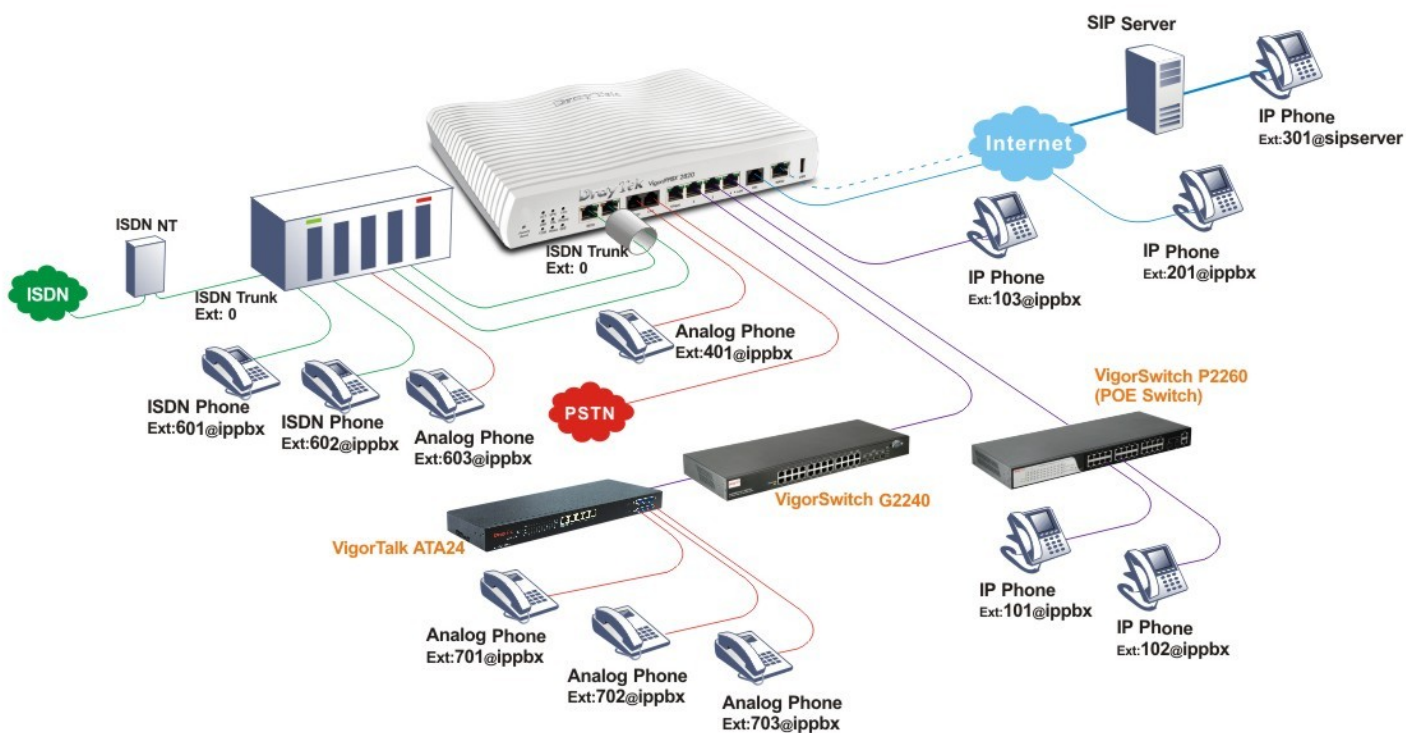 SIP Server
IP Phone
Ext:301@sipserver
Internet
DrayTek
VigorIPPBX 2820
ISDN NT
ISDN
ISDN Trunk
Ext: 0
ISDN Trunk
Ext: 0
IP Phone
Ext:103@ippbx
IP Phone
Ext:201@ippbx
Analog Phone
Ext:401@ippbx
ISDN Phone
Ext:601@ippbx
ISDN Phone
Ext:602@ippbx
Analog Phone
Ext:603@ippbx
PSTN
VigorSwitch P2260
(POE Switch)
VigorSwitch G2240
VigorTalk ATA24
IP Phone
Ext:101@ippbx
IP Phone
Ext:102@ippbx
Analog Phone
Ext:701@ippbx
Analog Phone
Ext:702@ippbx
Analog Phone
Ext:703@ippbx